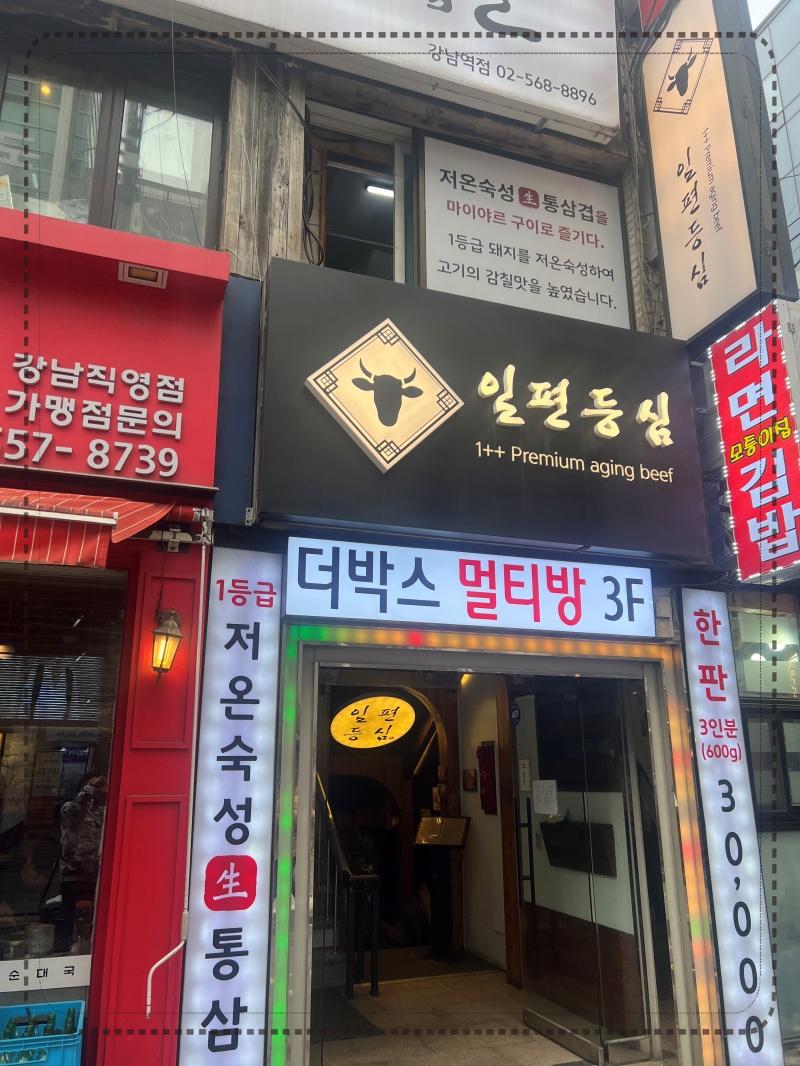 강남역점 02-568-8896
저온숙성 生 통삼겹을
마이야르 구이로 즐기다.
1등급 돼지를 저온숙성하여
고기의 감칠맛을 높였습니다.
1++ Premium aging beef
일편등심
강남직영점
가맹점문의
557- 8739
일편등심
1++ Premium aging beef
라면
모퉁이집
김밥
더박스 멀티방 3F
1등급
저온숙성
生
통삼
일편
등심
한판
3인분
(600g)
30,000
순대국